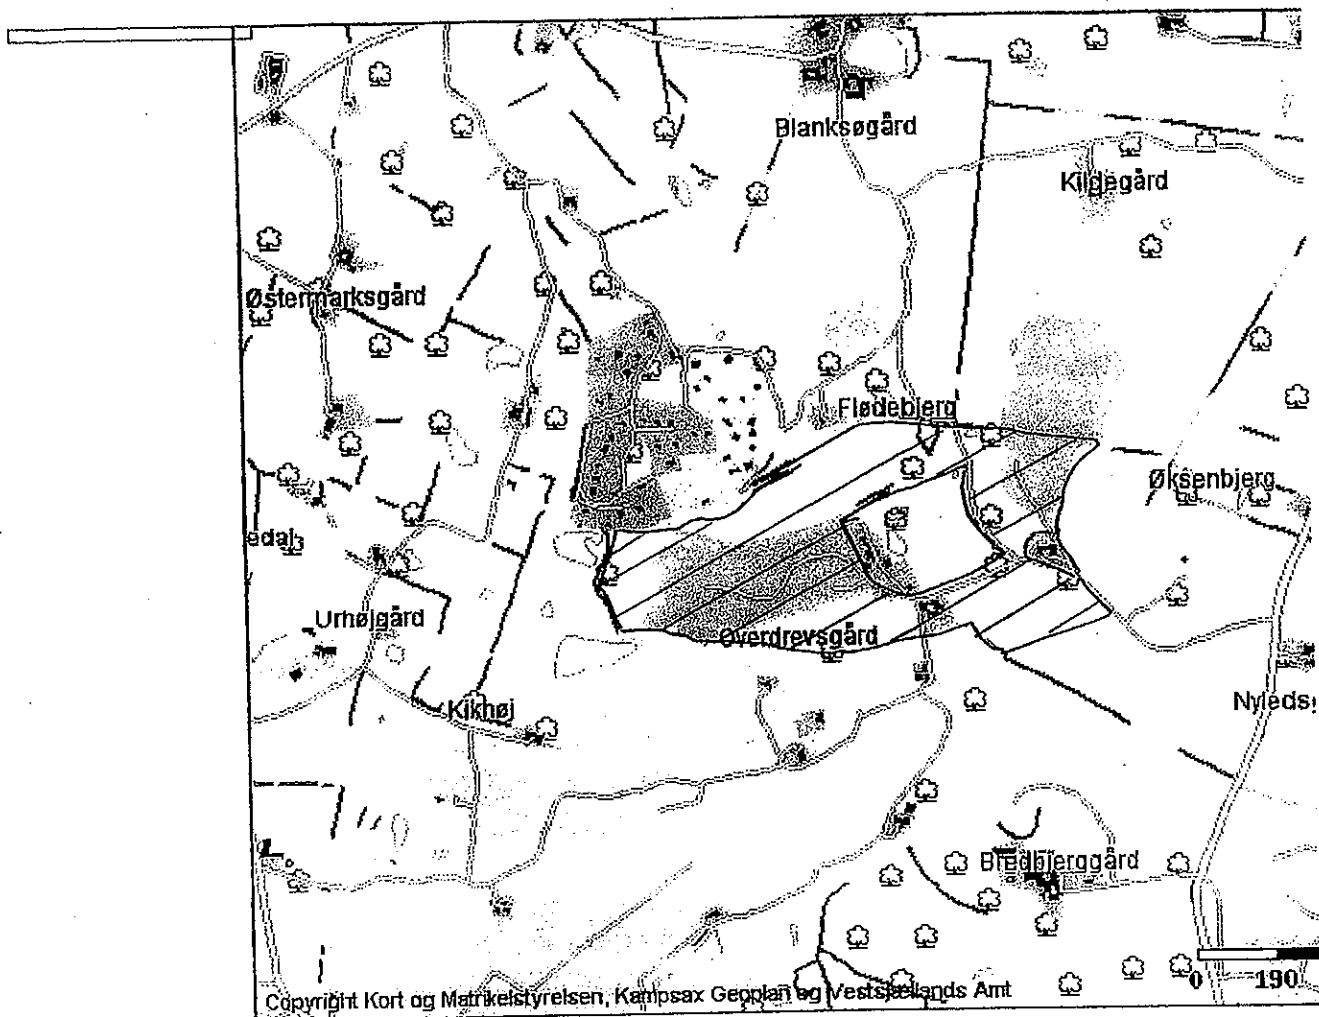 Blanksøgård
Kildegård
Østermarksgård
Flødebjerg
Øksenbjerg
edal
Urhøjgård
Overdrevsgård
Kikhøj
Nyleds
Bredbjerggård
0 190
Copyright Kort og Matrikelstyrelsen, Kampsax Geoplan og Vestsjællands Amt